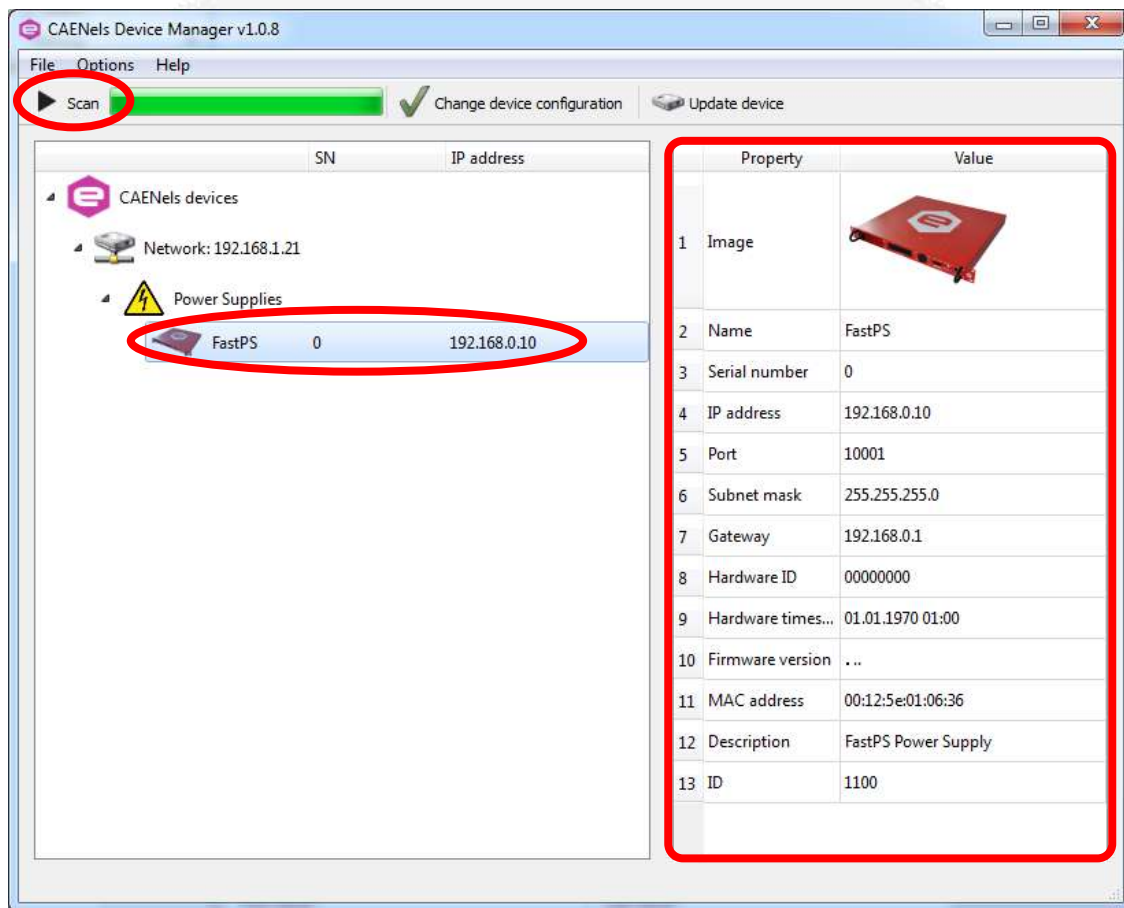 CAENels Device Manager v1.0.8
File Options Help
Scan Change device configuration Update device
SN IP address
CAENels devices
Network: 192.168.1.21
Power Supplies
FastPS 0 192.168.0.10
Property Value
1 Image
2 Name FastPS
3 Serial number 0
4 IP address 192.168.0.10
5 Port 10001
6 Subnet mask 255.255.255.0
7 Gateway 192.168.0.1
8 Hardware ID 00000000
9 Hardware times... 01.01.1970 01:00
10 Firmware version . ..
11 MAC address 00:12:5e:01:06:36
12 Description FastPS Power Supply
13 ID 1100